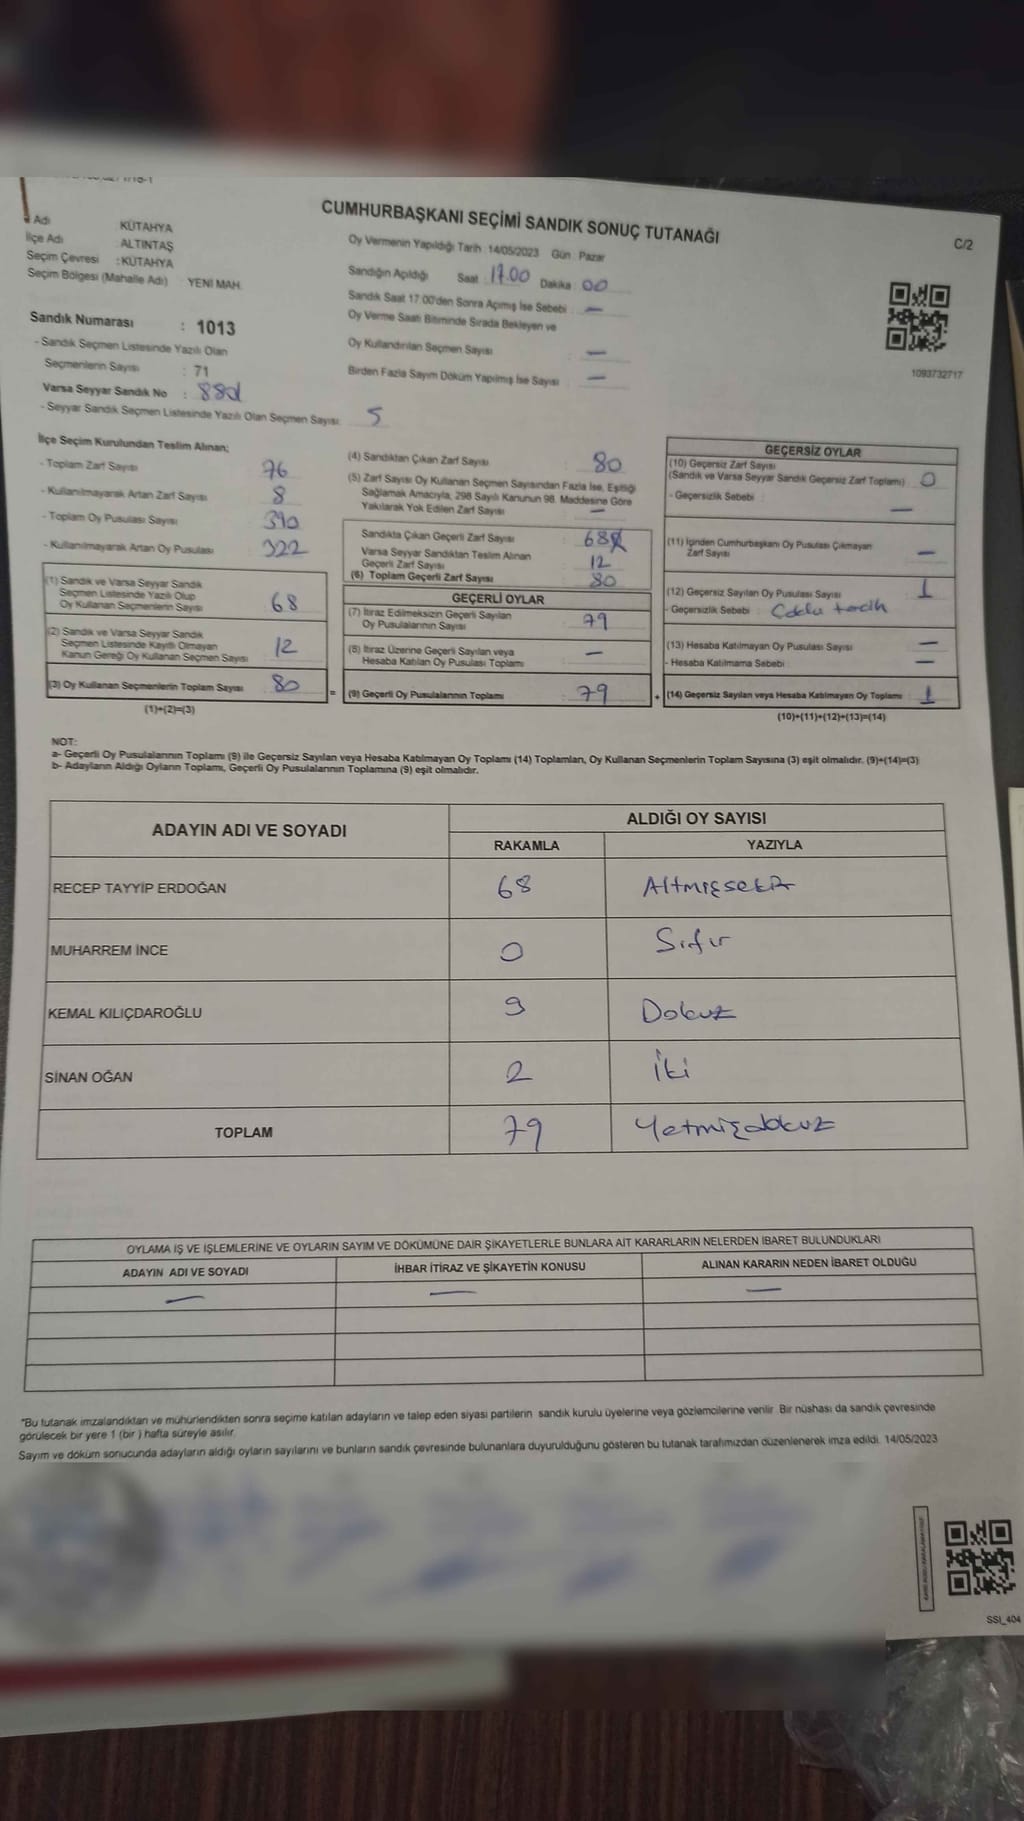 CUMHURBAŞKANI SEÇİMİ SANDIK SONUÇ TUTANAĞI
C/2
İl Adı : KÜTAHYA
İlçe Adı : ALTINTAŞ
Seçim Çevresi : KÜTAHYA
Seçim Bölgesi (Mahalle Adı) : YENİ MAH.
Oy Vermenin Yapıldığı Tarih : 14/05/2023 Gün : Pazar
Sandığın Açıldığı Saat : 17.00 Dakika : 00
Sandık Saat 17.00'den Sonra Açımış İse Sebebi : —
Oy Verme Saati Bitiminde Sırada Bekleyen ve
Oy Kullandırılan Seçmen Sayısı : —
Birden Fazla Sayım Döküm Yapılmış İse Sayısı : —
1093732717
Sandık Numarası : 1013
- Sandık Seçmen Listesinde Yazılı Olan
Seçmenlerin Sayısı : 71
Varsa Seyyar Sandık No :
- Seyyar Sandık Seçmen Listesinde Yazılı Olan Seçmen Sayısı: 5
İlçe Seçim Kurulundan Teslim Alınan;
- Toplam Zarf Sayısı 76
- Kullanılmayarak Artan Zarf Sayısı 8
- Toplam Oy Pusulası Sayısı 390
- Kullanılmayarak Artan Oy Pusulası 322
(1) Sandık ve Varsa Seyyar Sandık
Seçmen Listesinde Yazılı Olup
Oy Kullanan Seçmenlerin Sayısı : 68
(2) Sandık ve Varsa Seyyar Sandık
Seçmen Listesinde Kayıtlı Olmayan
Kanun Gereği Oy Kullanan Seçmen Sayısı : 12
(3) Oy Kullanan Seçmenlerin Toplam Sayısı : 80
(1)+(2)=(3)
=
(4) Sandıktan Çıkan Zarf Sayısı : 80
(5) Zarf Sayısı Oy Kullanan Seçmen Sayısından Fazla İse, Eşitliği
Sağlamak Amacıyla, 298 Sayılı Kanunun 98. Maddesine Göre
Yakılarak Yok Edilen Zarf Sayısı : —
Sandıkta Çıkan Geçerli Zarf Sayısı : 68
Varsa Seyyar Sandıktan Teslim Alınan
Geçerli Zarf Sayısı : 12
(6) Toplam Geçerli Zarf Sayısı : 80
GEÇERLİ OYLAR
(7) İtiraz Edilmeksizin Geçerli Sayılan
Oy Pusulalarının Sayısı : 79
(8) İtiraz Üzerine Geçerli Sayılan veya
Hesaba Katılan Oy Pusulası Toplamı : —
(9) Geçerli Oy Pusulalarının Toplamı : 79
+
GEÇERSİZ OYLAR
(10) Geçersiz Zarf Sayısı
(Sandık ve Varsa Seyyar Sandık Geçersiz Zarf Toplamı) : 0
- Geçersizlik Sebebi : —
(11) İçinden Cumhurbaşkanı Oy Pusulası Çıkmayan
Zarf Sayısı : —
(12) Geçersiz Sayılan Oy Pusulası Sayısı : 1
- Geçersizlik Sebebi :
(13) Hesaba Katılmayan Oy Pusulası Sayısı : —
- Hesaba Katılmama Sebebi : —
(14) Geçersiz Sayılan veya Hesaba Katılmayan Oy Toplamı : 1
(10)+(11)+(12)+(13)=(14)
NOT:
a- Geçerli Oy Pusulalarının Toplamı (9) ile Geçersiz Sayılan veya Hesaba Katılmayan Oy Toplamı (14) Toplamları, Oy Kullanan Seçmenlerin Toplam Sayısına (3) eşit olmalıdır. (9)+(14)=(3)
b- Adayların Aldığı Oyların Toplamı, Geçerli Oy Pusulalarının Toplamına (9) eşit olmalıdır.
ADAYIN ADI VE SOYADI ALDIĞI OY SAYISI
RAKAMLA YAZIYLA
RECEP TAYYİP ERDOĞAN 68 Altmışsekiz
MUHARREM İNCE 0 Sıfır
KEMAL KILIÇDAROĞLU 9 Dokuz
SİNAN OĞAN 2 İki
TOPLAM 79 Yetmişdokuz
OYLAMA İŞ VE İŞLEMLERİNE VE OYLARIN SAYIM VE DÖKÜMÜNE DAİR ŞİKAYETLERLE BUNLARA AİT KARARLARIN NELERDEN İBARET BULUNDUKLARI
ADAYIN ADI VE SOYADI İHBAR İTİRAZ VE ŞİKAYETİN KONUSU ALINAN KARARIN NEDEN İBARET OLDUĞU
— — —
"Bu tutanak imzalandıktan ve mühürlendikten sonra seçime katılan adayların ve talep eden siyasi partilerin sandık kurulu üyelerine veya gözlemcilerine verilir. Bir nüshası da sandık çevresinde
görülecek bir yere 1 (bir ) hafta süreyle asılır.
Sayım ve döküm sonucunda adayların aldığı oyların sayılarını ve bunların sandık çevresinde bulunanlara duyurulduğunu gösteren bu tutanak tarafımızdan düzenlenerek imza edildi. 14/05/2023
SSI_404